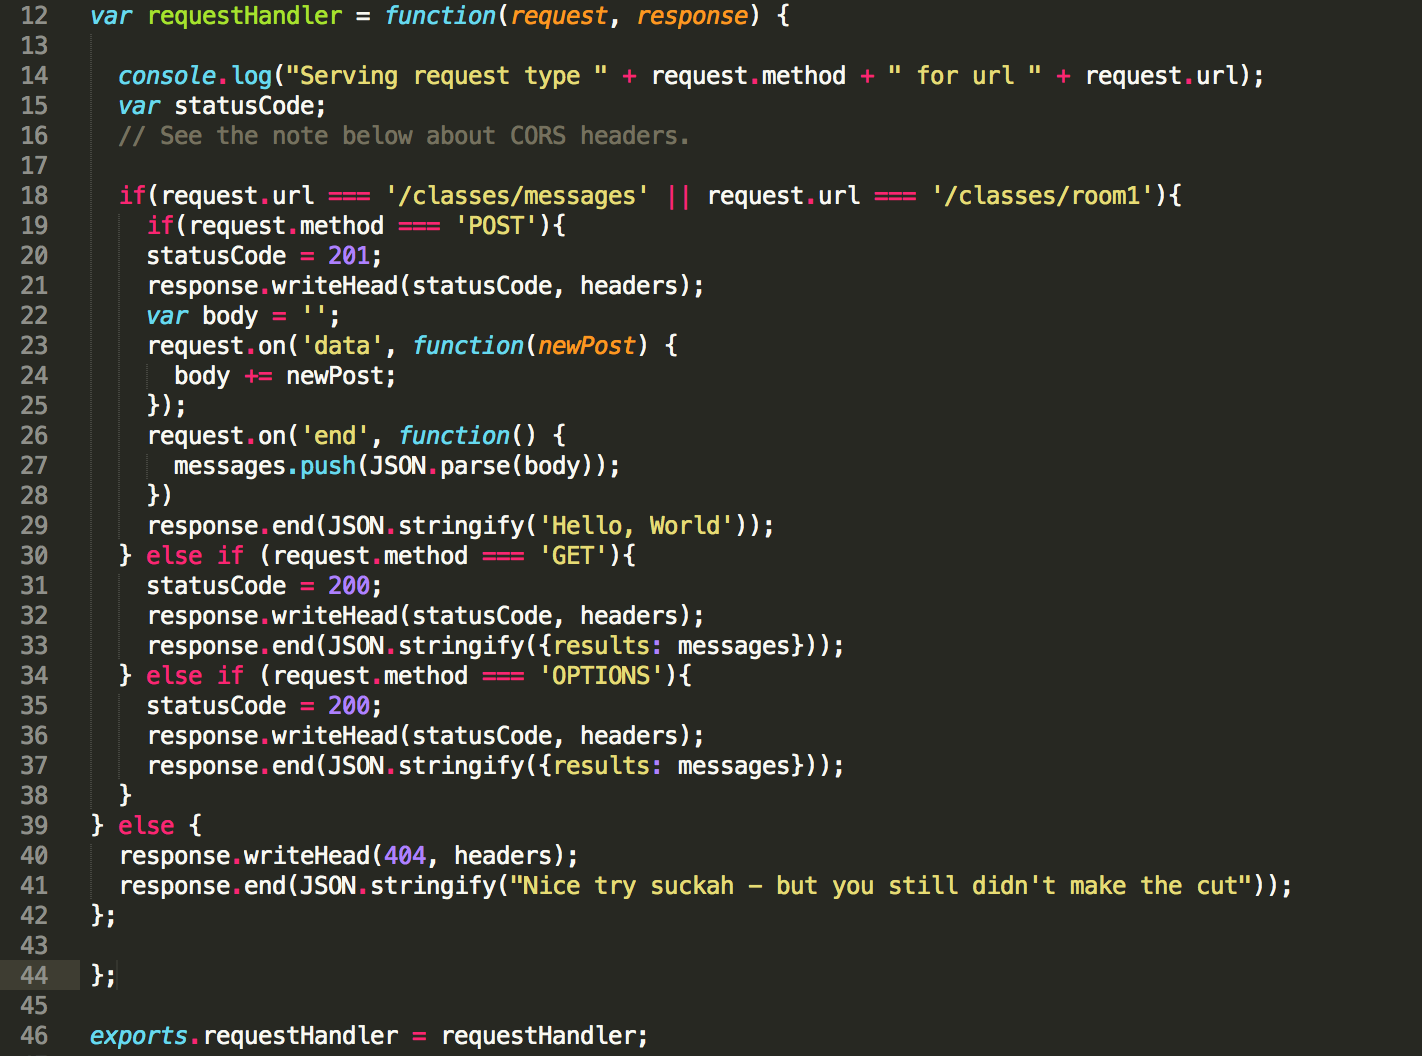 12 var requestHandler = function(request, response) {
13
14 console.log("Serving request type " + request.method + " for url " + request.url);
15 var statusCode;
16 // See the note below about CORS headers.
17
18 if(request.url === '/classes/messages' || request.url === '/classes/room1'){
19 if(request.method === 'POST'){
20 statusCode = 201;
21 response.writeHead(statusCode, headers);
22 var body = '';
23 request.on('data', function(newPost) {
24 body += newPost;
25 });
26 request.on('end', function() {
27 messages.push(JSON.parse(body));
28 })
29 response.end(JSON.stringify('Hello, World'));
30 } else if (request.method === 'GET'){
31 statusCode = 200;
32 response.writeHead(statusCode, headers);
33 response.end(JSON.stringify({results: messages}));
34 } else if (request.method === 'OPTIONS'){
35 statusCode = 200;
36 response.writeHead(statusCode, headers);
37 response.end(JSON.stringify({results: messages}));
38 }
39 } else {
40 response.writeHead(404, headers);
41 response.end(JSON.stringify("Nice try suckah – but you still didn't make the cut"));
42 };
43
44 };
45
46 exports.requestHandler = requestHandler;